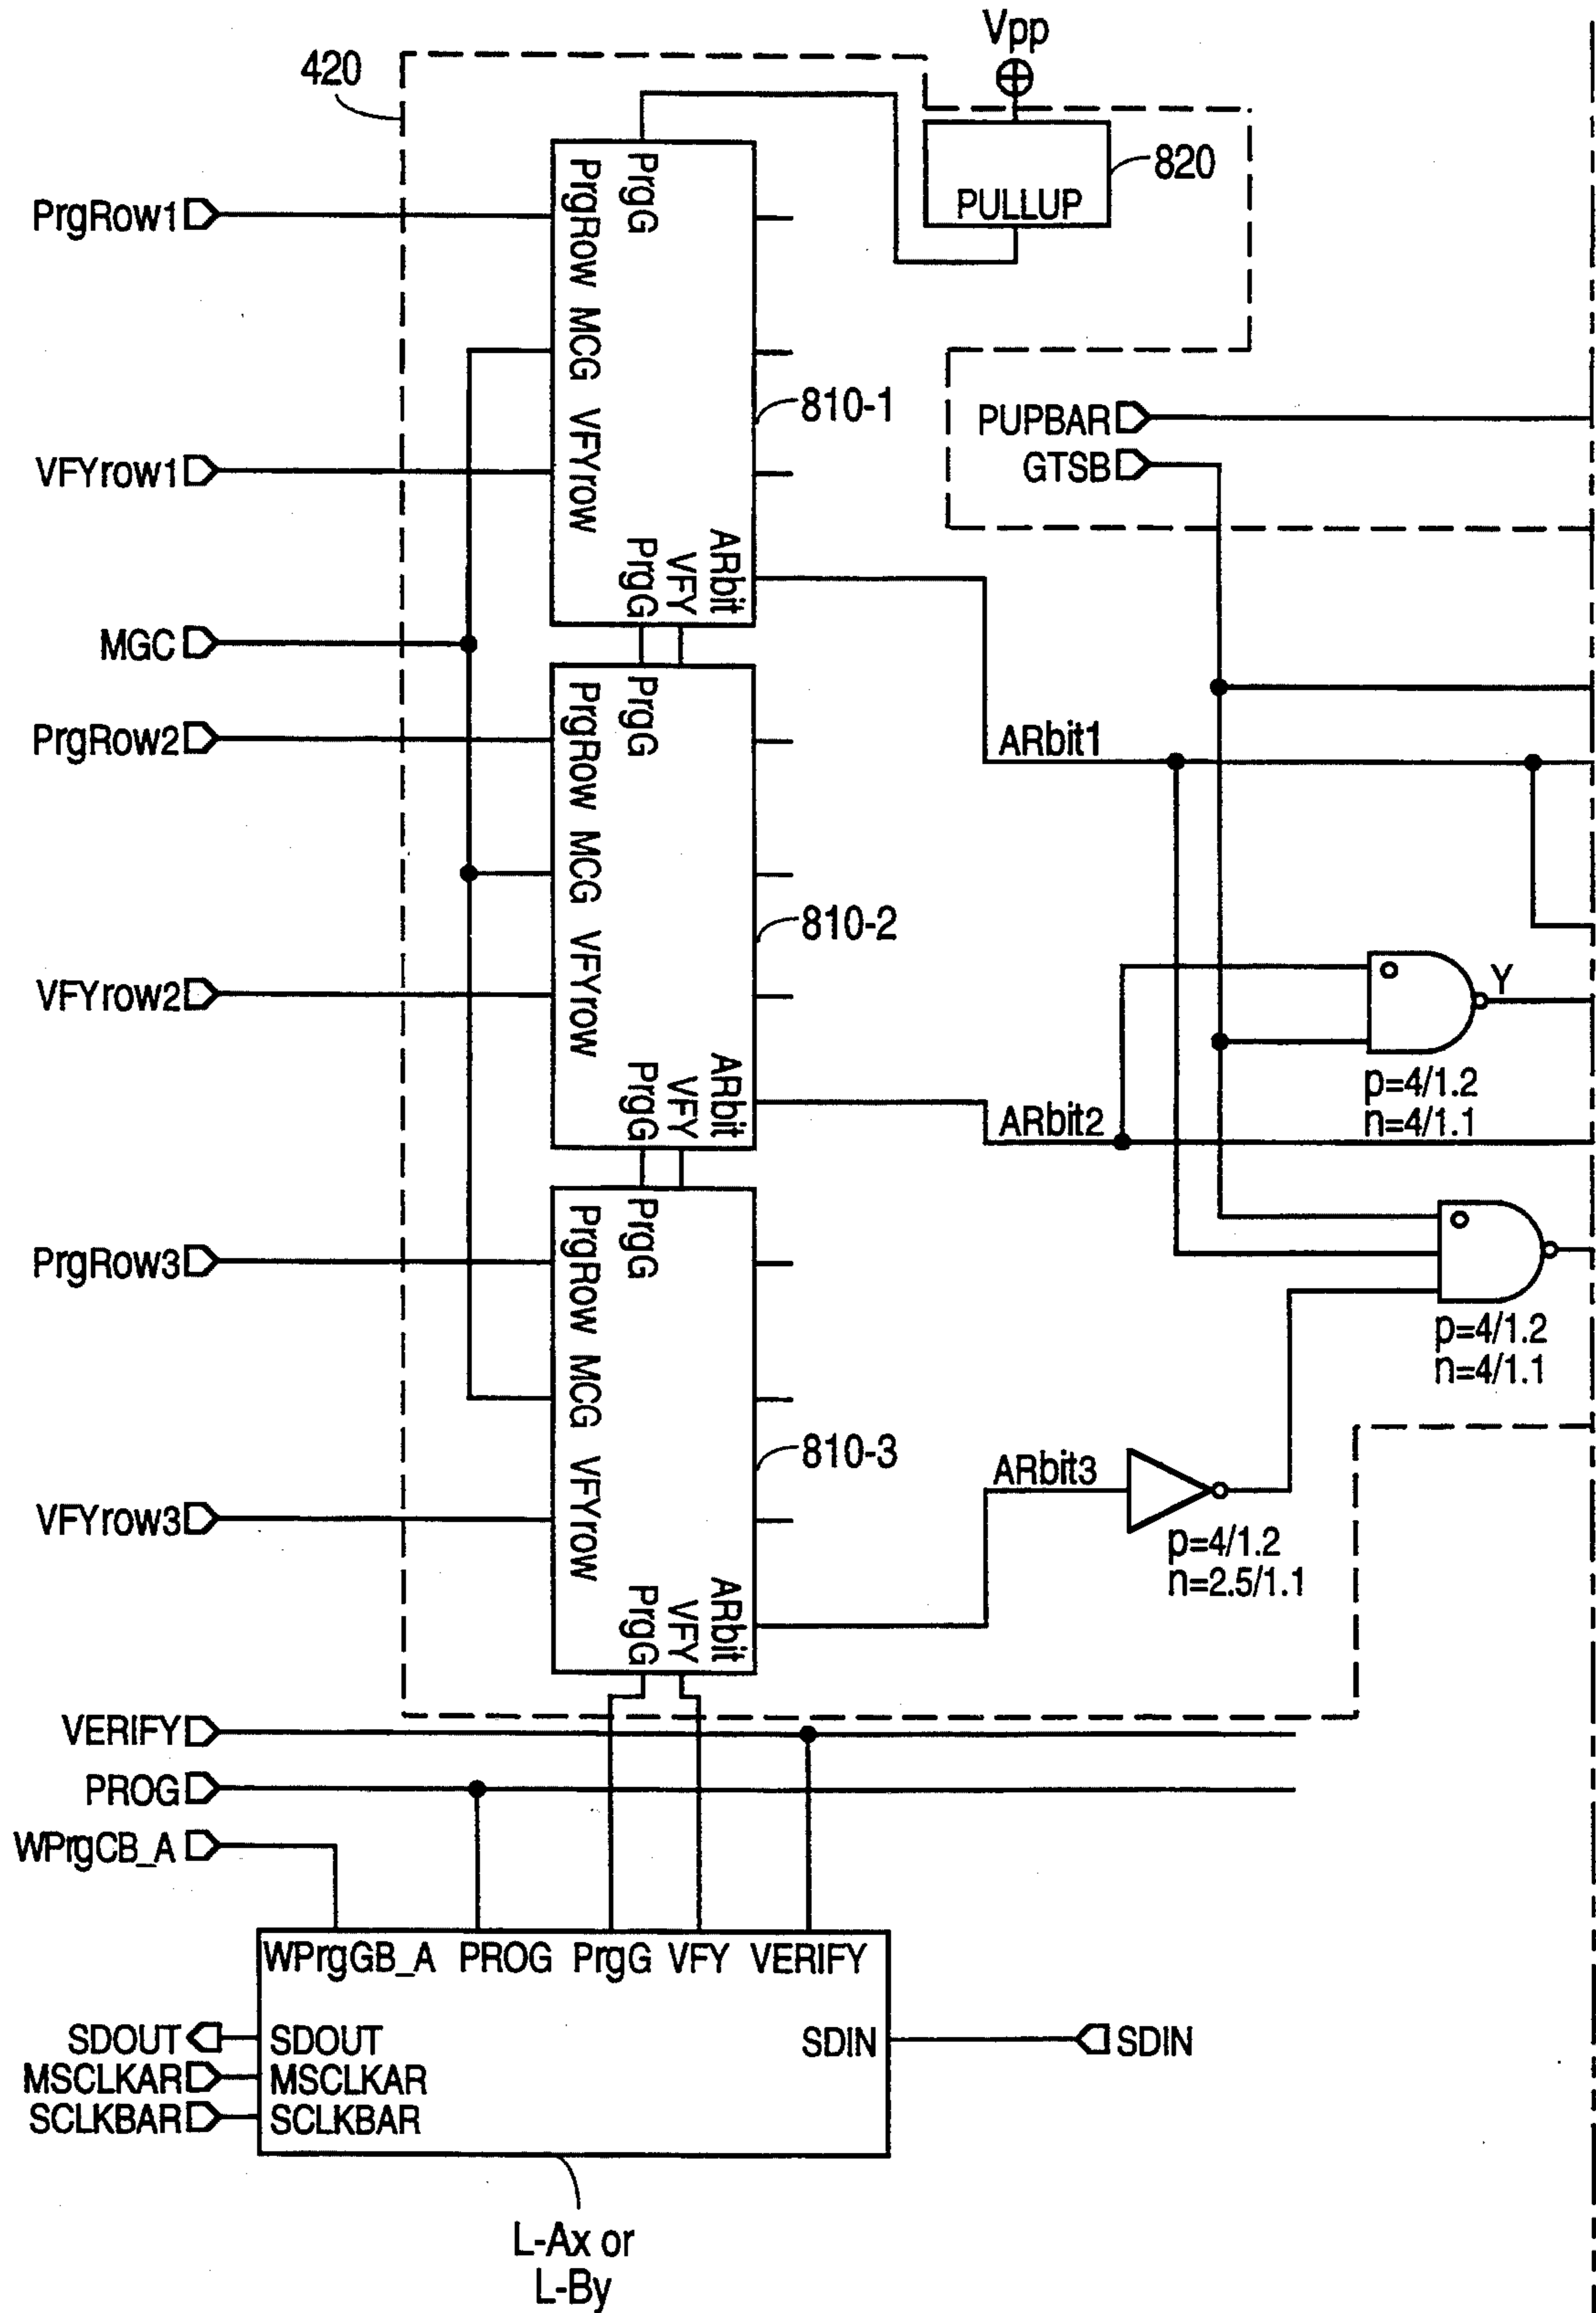 Vpp
420
820
PULLUP
PrgRow1
PrgG
PrgRow MCG VFYrow
810-1
VFYrow1
PUPBAR
GTSB
PrgG
VFY
ARbit
MGC
PrgRow2
PrgG
PrgRow MCG VFYrow
ARbit1
810-2
VFYrow2
Y
p=4/1.2
n=4/1.1
PrgG
VFY
ARbit
ARbit2
PrgRow3
PrgG
PrgRow MCG VFYrow
p=4/1.2
n=4/1.1
810-3
ARbit3
VFYrow3
p=4/1.2
n=2.5/1.1
PrgG
VFY
ARbit
VERIFY
PROG
WPrgCB_A
WPrgGB_A PROG PrgG VFY VERIFY
SDOUT SDOUT SDIN SDIN
MSCLKAR MSCLKAR
SCLKBAR SCLKBAR
L-Ax or
L-By